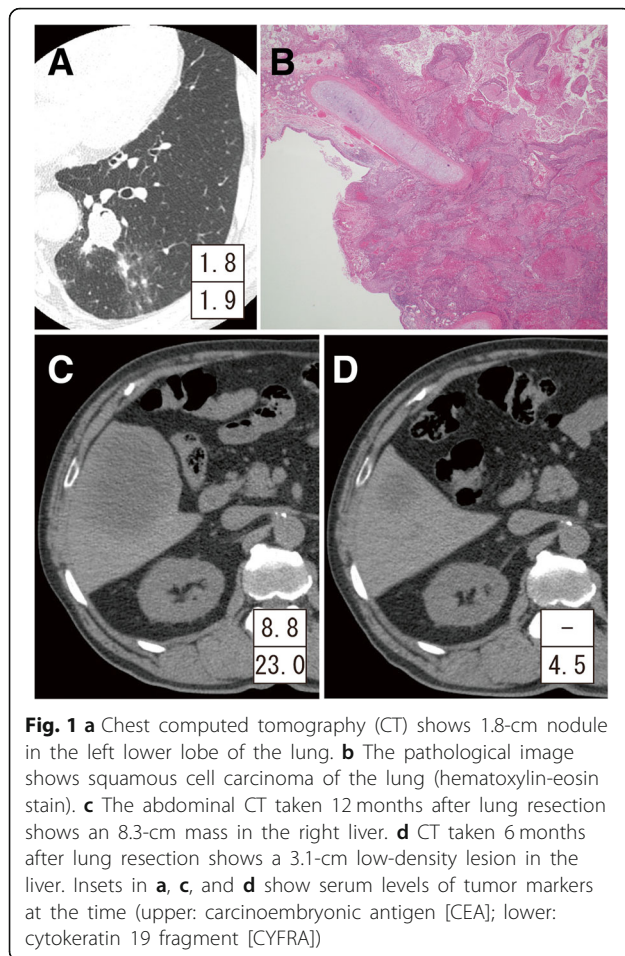 A
B
1.8
1.9
C
D
8.8
23.0
–
4.5
Fig. 1 a Chest computed tomography (CT) shows 1.8-cm nodule
in the left lower lobe of the lung. b The pathological image
shows squamous cell carcinoma of the lung (hematoxylin-eosin
stain). c The abdominal CT taken 12 months after lung resection
shows an 8.3-cm mass in the right liver. d CT taken 6 months
after lung resection shows a 3.1-cm low-density lesion in the
liver. Insets in a, c, and d show serum levels of tumor markers
at the time (upper: carcinoembryonic antigen [CEA]; lower:
cytokeratin 19 fragment [CYFRA])